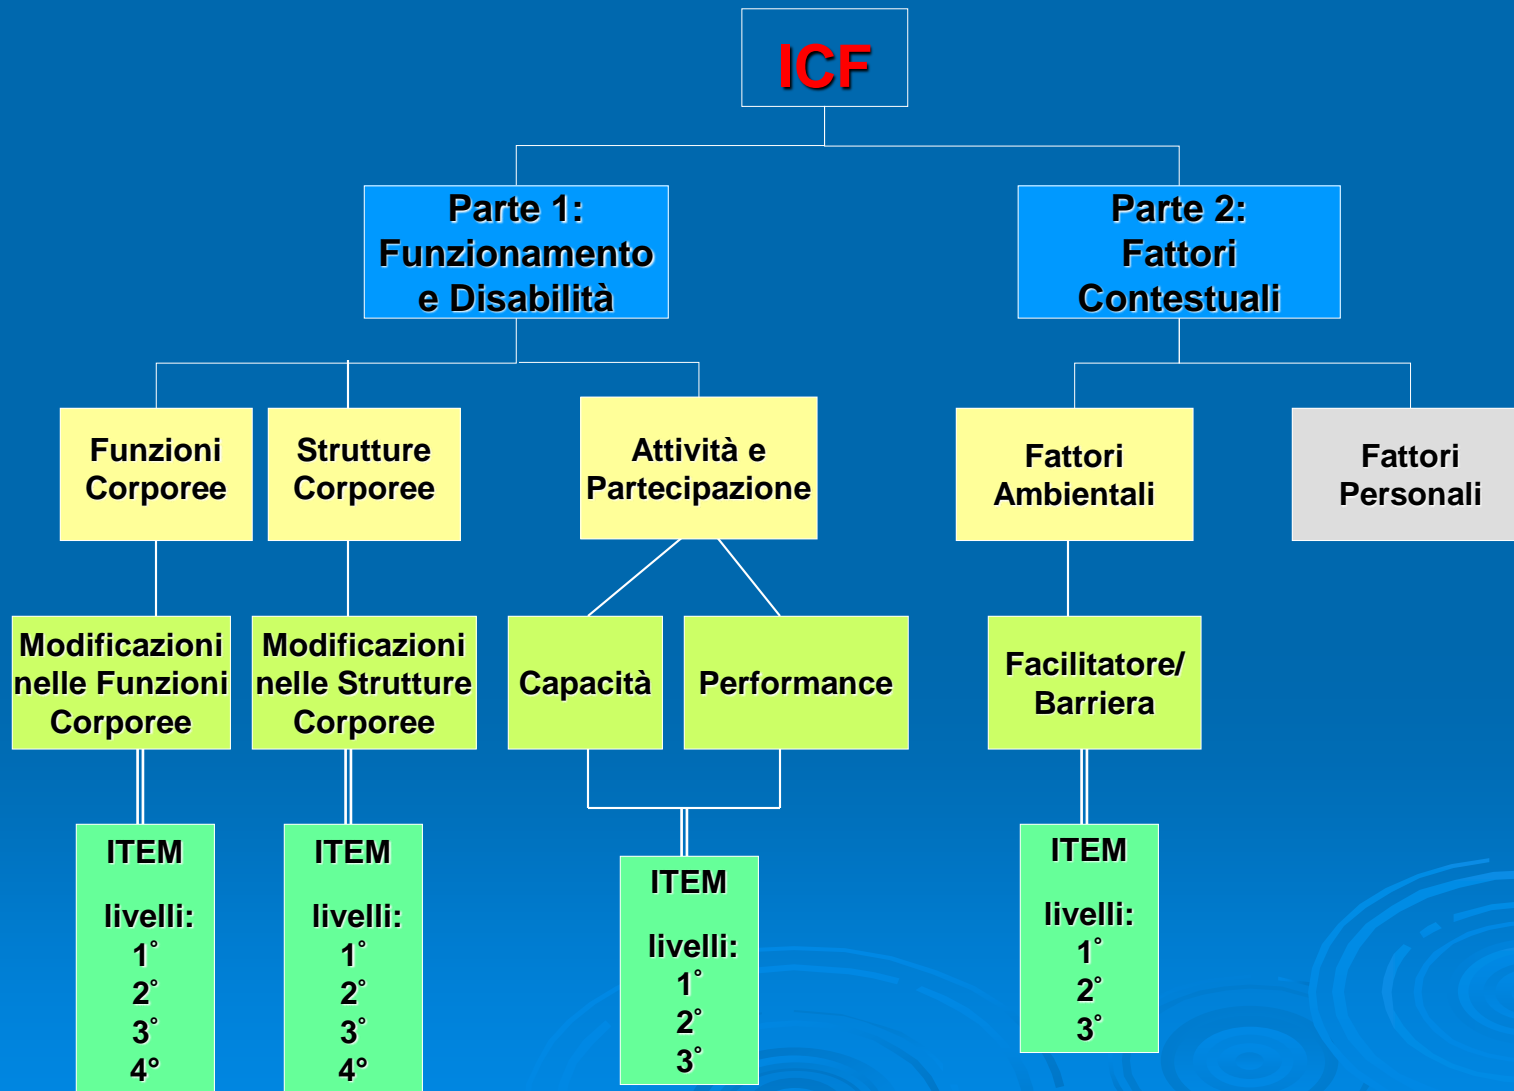 ICF
Parte 1:
Funzionamento
e Disabilità
Parte 2:
Fattori
Contestuali
Funzioni
Corporee
Strutture
Corporee
Attività e
Partecipazione
Fattori
Ambientali
Fattori
Personali
Modificazioni
nelle Funzioni
Corporee
Modificazioni
nelle Strutture
Corporee
Capacità
Performance
Facilitatore/
Barriera
ITEM
livelli:
1°
2°
3°
4°
ITEM
livelli:
1°
2°
3°
4°
ITEM
livelli:
1°
2°
3°
ITEM
livelli:
1°
2°
3°